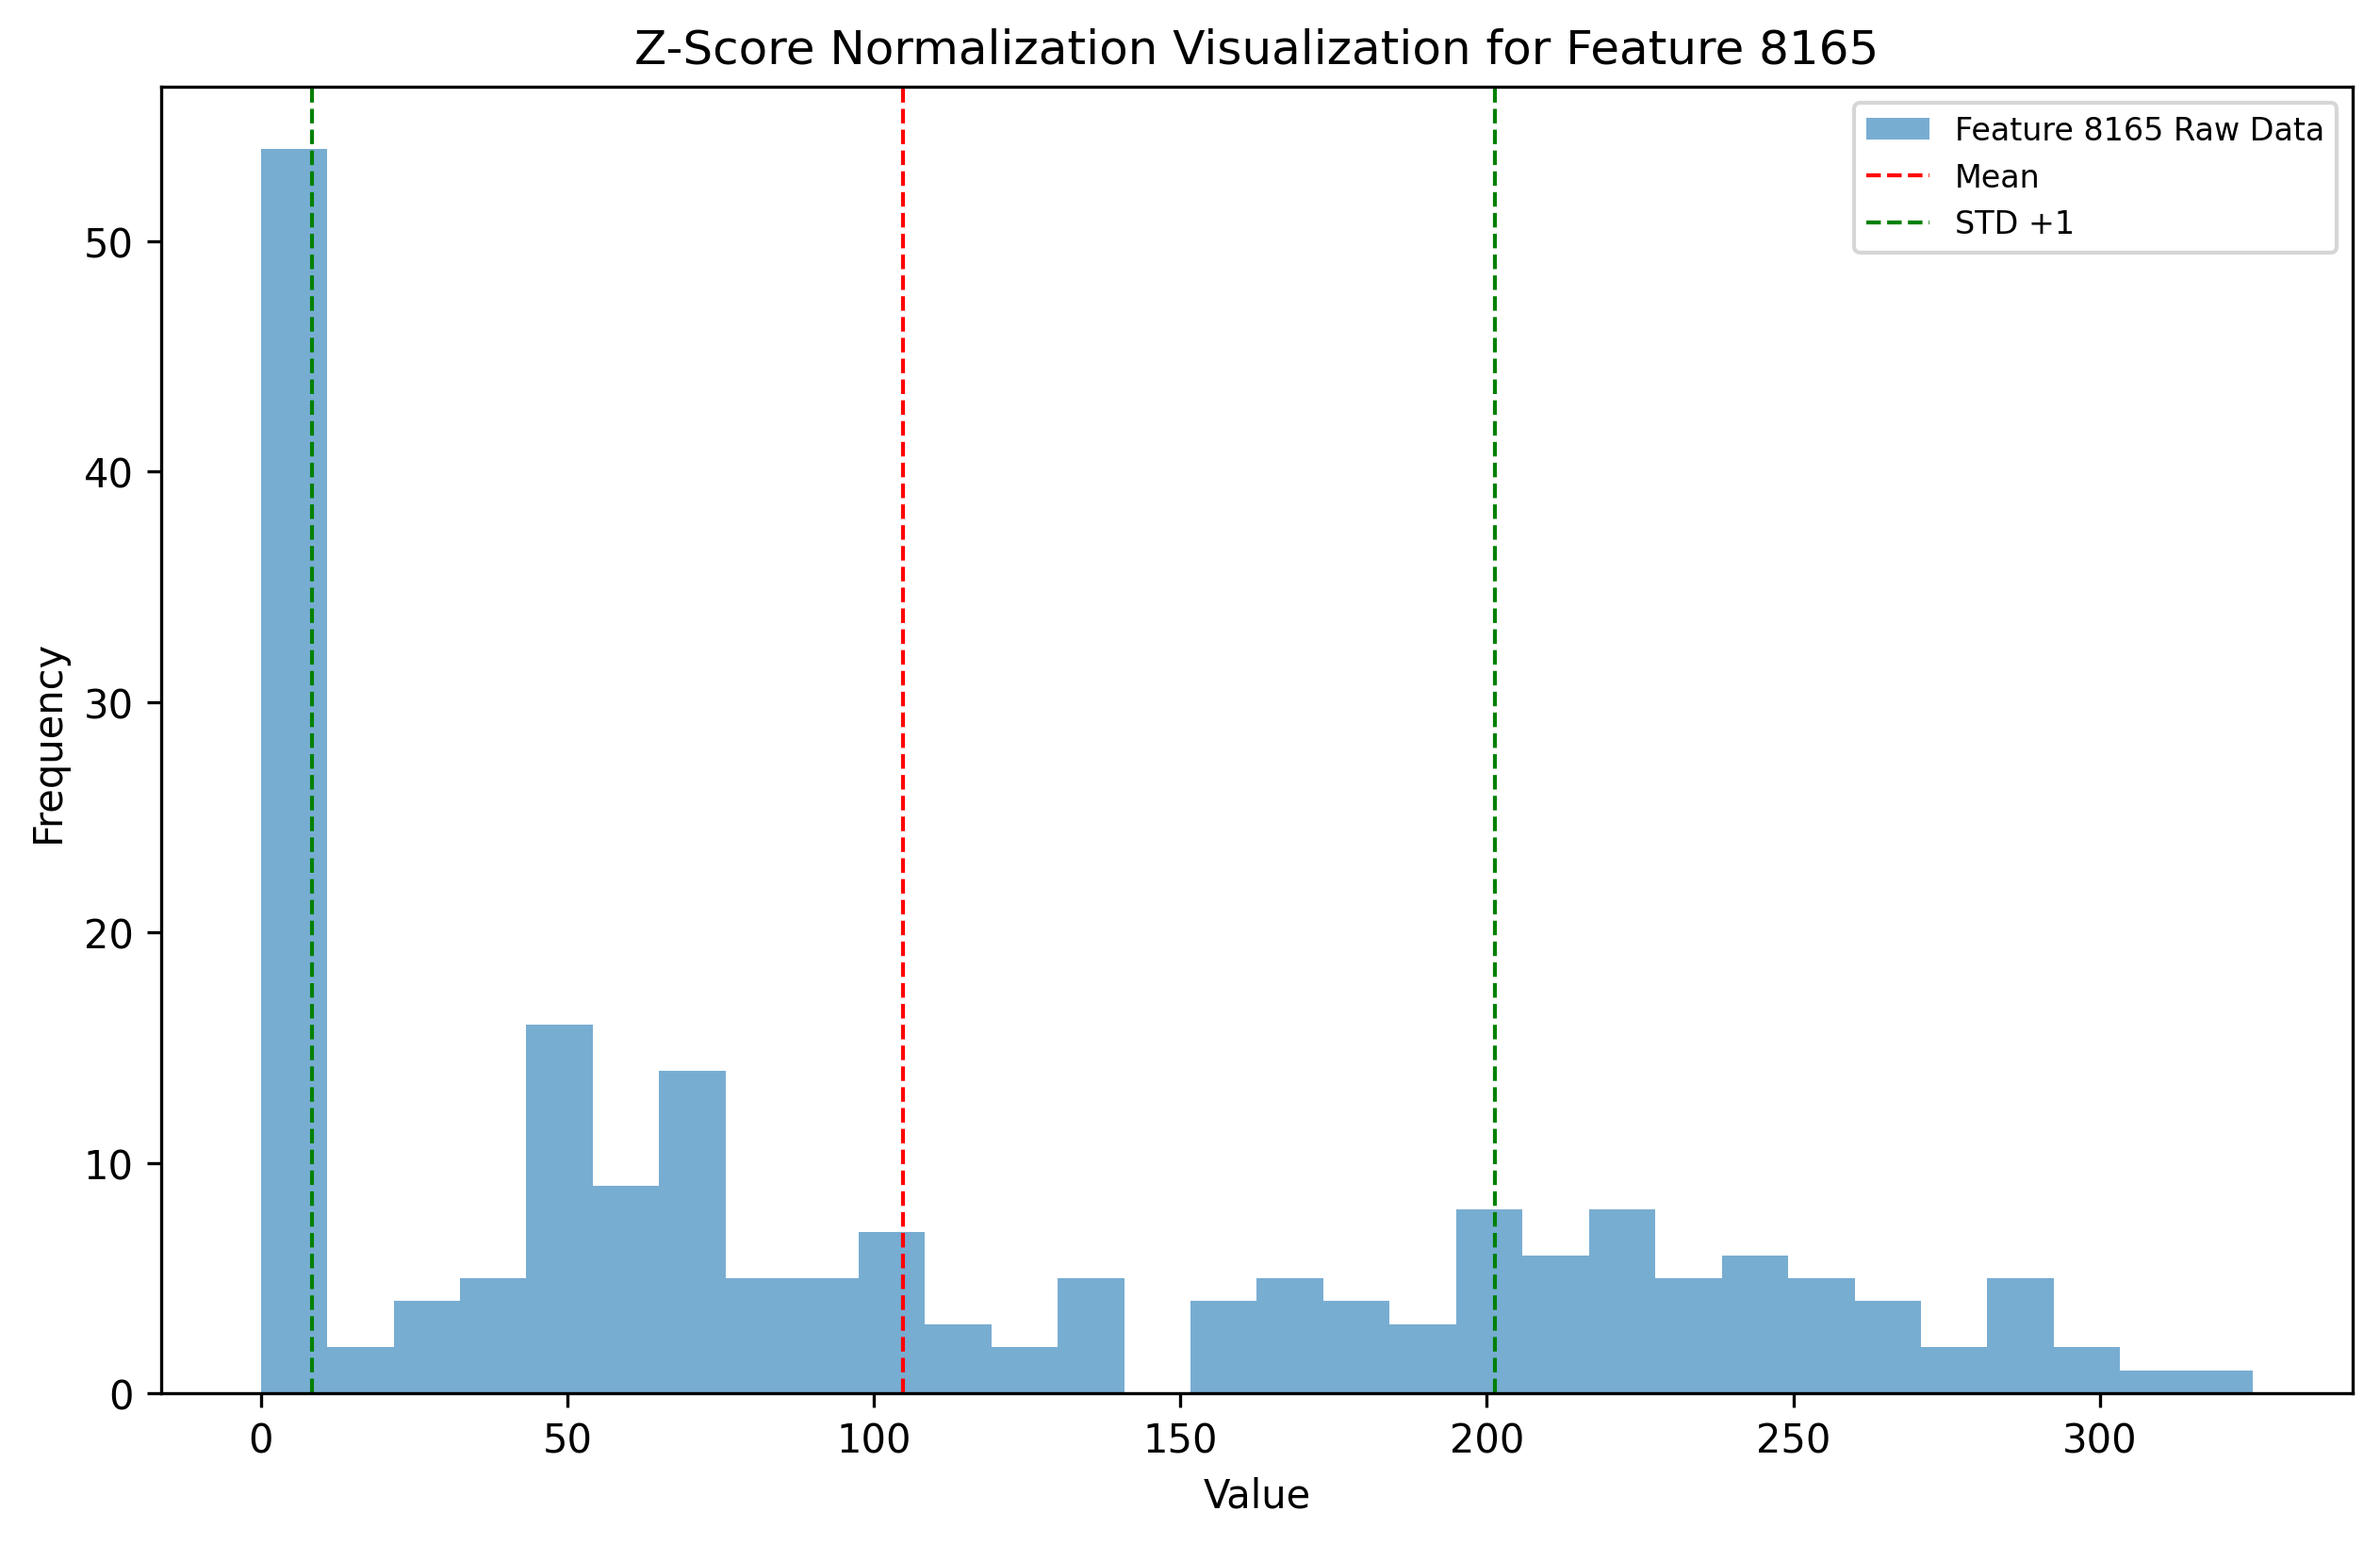 Z-Score Normalization Visualization for Feature 8165
Feature 8165 Raw Data
Mean
STD +1
50
40
30
20
10
0
Frequency
0 50 100 150 200 250 300
Value